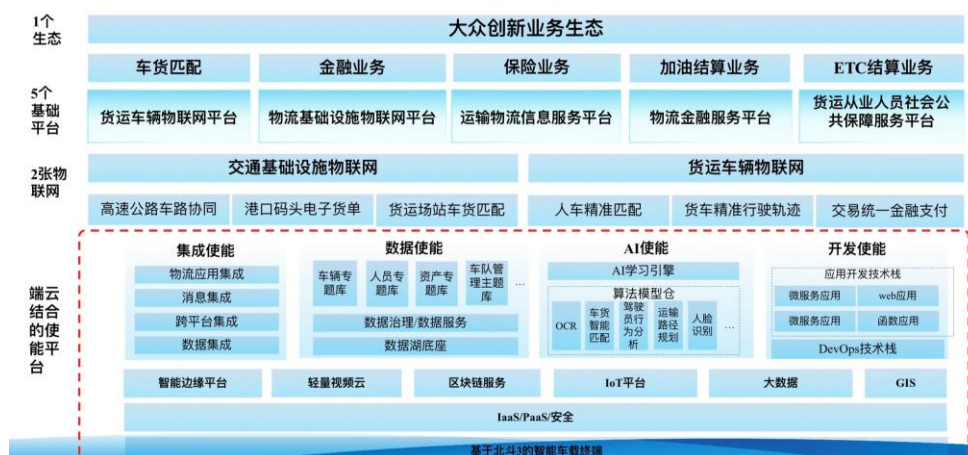 1个
生态
大众创新业务生态
车货匹配
金融业务
保险业务
加油结算业务
ETC结算业务
5个
基础
平台
货运车辆物联网平台
物流基础设施物联网平台
运输物流信息服务平台
物流金融服务平台
货运从业人员社会公
共保障服务平台
2张物
联网
交通基础设施物联网
货运车辆物联网
高速公路车路协同
港口码头电子货单
货运场站车货匹配
人车精准匹配
货车精准行驶轨迹
交易统一金融支付
端云
结合
的使
能平
台
集成使能
物流应用集成
消息集成
跨平台集成
数据集成
数据使能
车辆专
题库
人员专
题库
资产专
题库
车队管
理主题
库
...
数据治理/数据服务
数据湖底座
AI使能
AI学习引擎
算法模型仓
OCR
车货
智能
匹配
驾驶
员行
为分
析
运输
路径
规划
人脸
识别
...
开发使能
应用开发技术栈
微服务应用
web应用
微服务应用
函数应用
DevOps技术栈
智能边缘平台
轻量视频云
区块链服务
IoT平台
大数据
GIS
IaaS/PaaS/安全
基于北斗3的智能车载终端